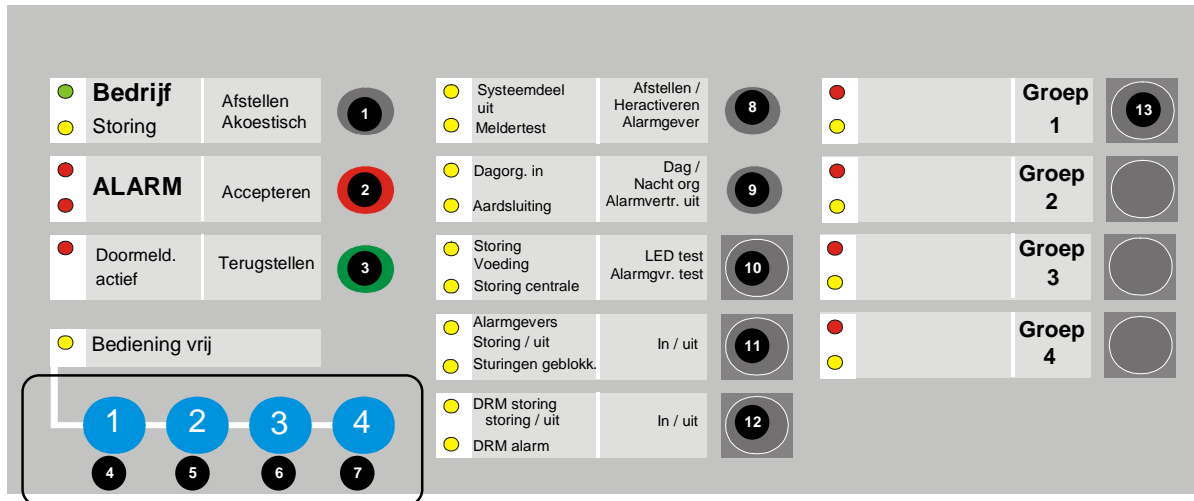 Bedrijf
Storing
Afstellen
Akoestisch
1
ALARM
Accepteren
2
Doormeld.
actief
Terugstellen
3
Bediening vrij
1 2 3 4
4 5 6 7
Systeemdeel
uit
Meldertest
Afstellen /
Heractiveren
Alarmgever
8
Dagorg. in
Aardsluiting
Dag /
Nacht org
Alarmvertr. uit
9
Storing
Voeding
Storing centrale
LED test
Alarmgvr. test
10
Alarmgevers
Storing / uit
Sturingen geblokk.
In / uit
11
DRM storing
storing / uit
DRM alarm
In / uit
12
Groep
1
13
Groep
2
Groep
3
Groep
4